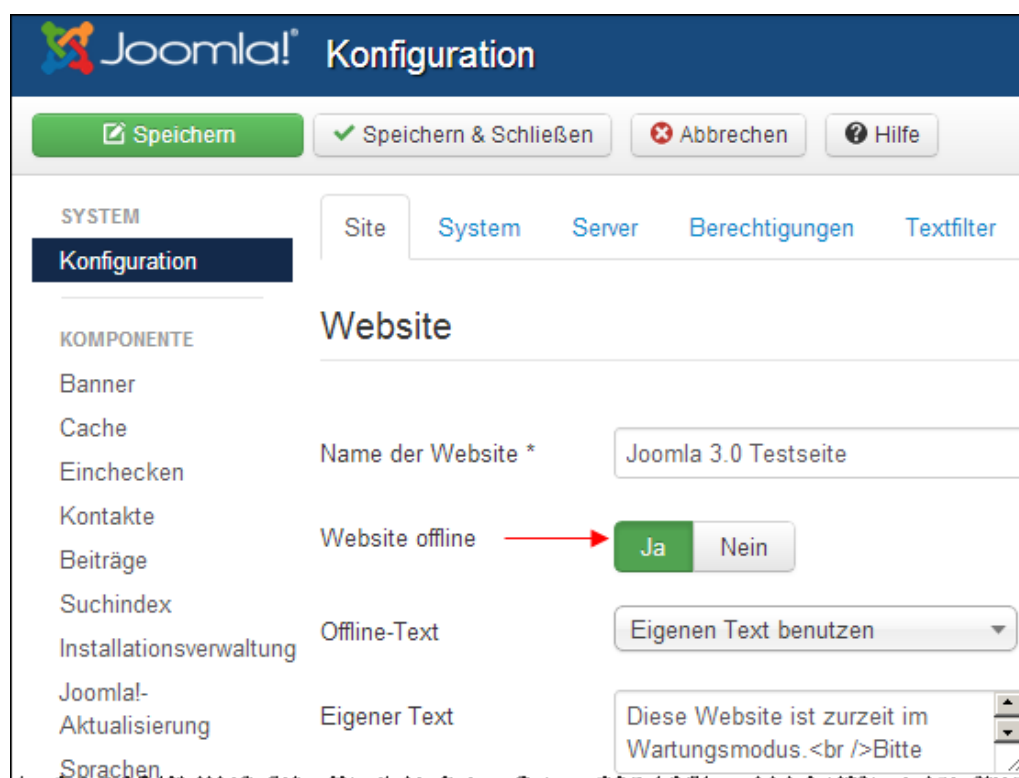 Joomla!® Konfiguration
Speichern Speichern & Schließen Abbrechen Hilfe
SYSTEM
Konfiguration
KOMPONENTE
Banner
Cache
Einchecken
Kontakte
Beiträge
Suchindex
Installationsverwaltung
Joomla!-
Aktualisierung
Sprachen
Site System Server Berechtigungen Textfilter
Website
Name der Website * Joomla 3.0 Testseite
Website offline Ja Nein
Offline-Text Eigenen Text benutzen
Eigener Text Diese Website ist zurzeit im
Wartungsmodus.<br />Bitte